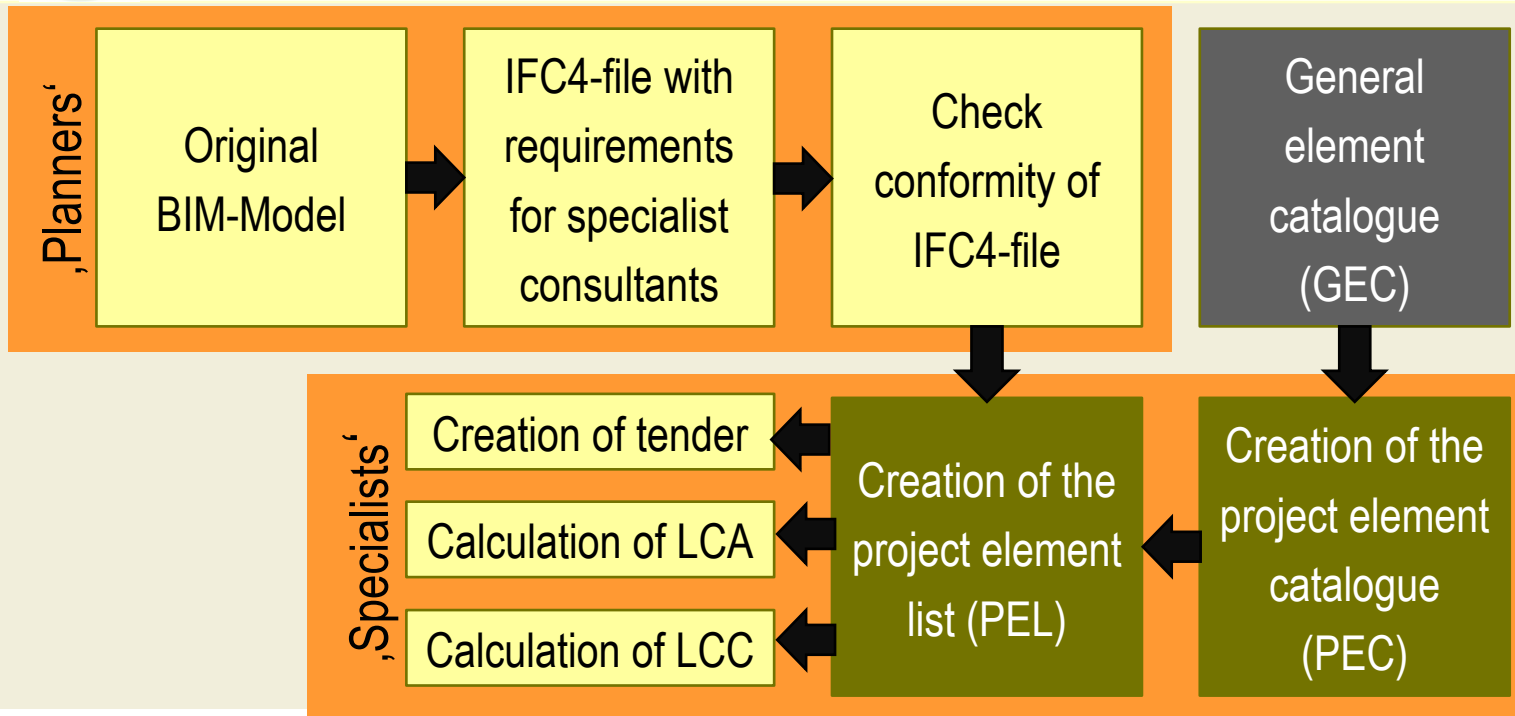 ‚Planners‘
Original
BIM-Model
IFC4-file with
requirements
for specialist
consultants
Check
conformity of
IFC4-file
General
element
catalogue
(GEC)
‚Specialists‘
Creation of tender
Calculation of LCA
Calculation of LCC
Creation of the
project element
list (PEL)
Creation of the
project element
catalogue
(PEC)